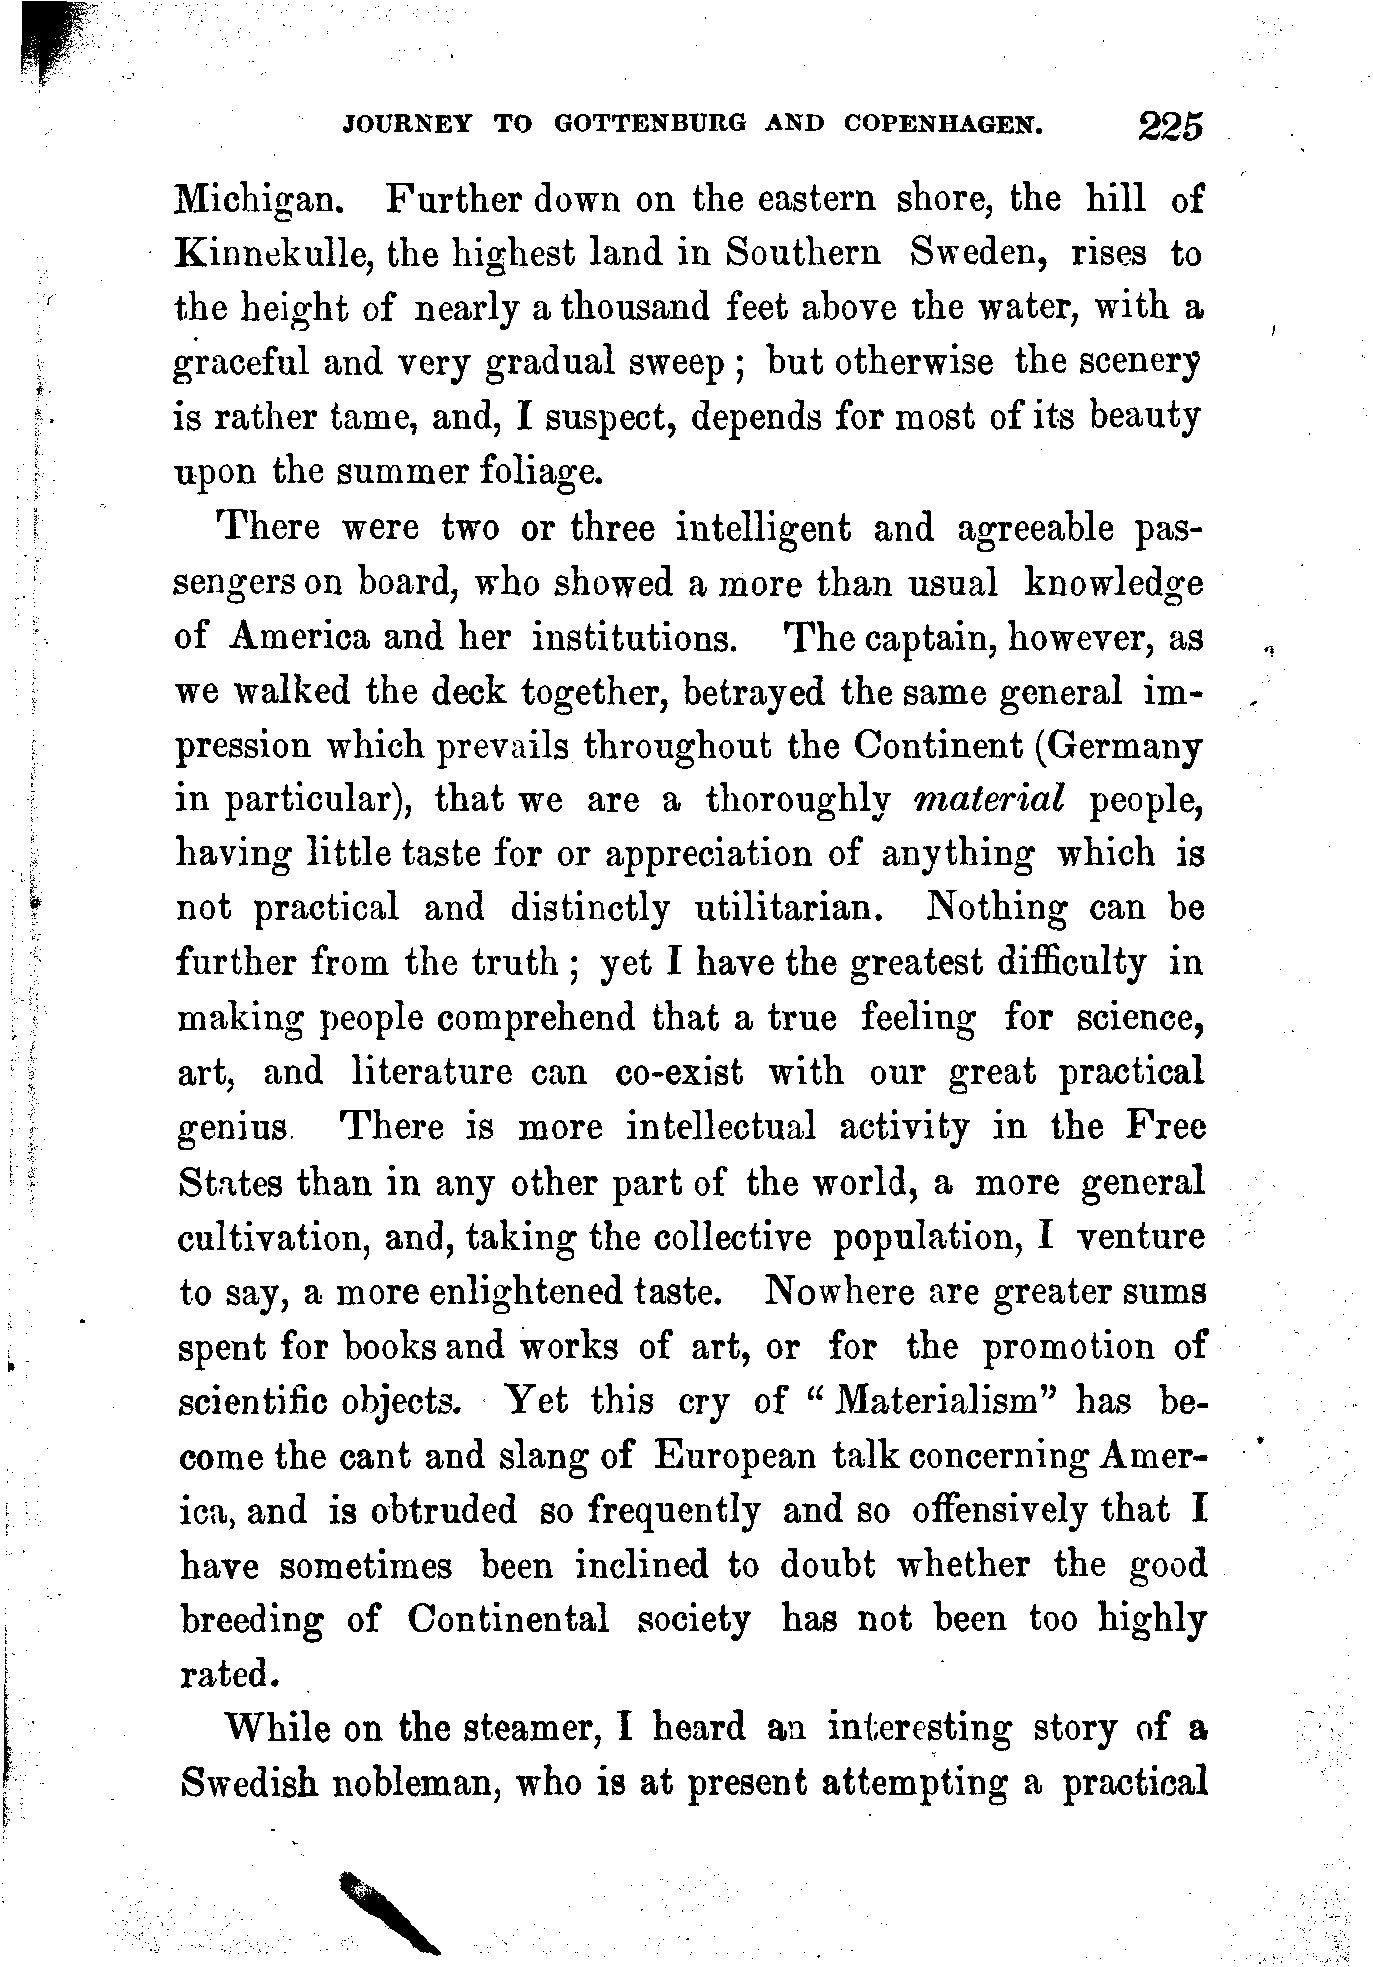 JOURNEY TO GOTTENBURG AND COPENHAGEN. 225
Michigan. Further down on the eastern shore, the hill of
Kinnekulle, the highest land in Southern Sweden, rises to
the height of nearly a thousand feet above the water, with a
graceful and very gradual sweep ; but otherwise the scenery
is rather tame, and, I suspect, depends for most of its beauty
upon the summer foliage.
There were two or three intelligent and agreeable pas-
sengers on board, who showed a more than usual knowledge
of America and her institutions. The captain, however, as
we walked the deck together, betrayed the same general im-
pression which prevails throughout the Continent (Germany
in particular), that we are a thoroughly material people,
having little taste for or appreciation of anything which is
not practical and distinctly utilitarian. Nothing can be
further from the truth ; yet I have the greatest difficulty in
making people comprehend that a true feeling for science,
art, and literature can co-exist with our great practical
genius. There is more intellectual activity in the Free
States than in any other part of the world, a more general
cultivation, and, taking the collective population, I venture
to say, a more enlightened taste. Nowhere are greater sums
spent for books and works of art, or for the promotion of
scientific objects. Yet this cry of “ Materialism” has be-
come the cant and slang of European talk concerning Amer-
ica, and is obtruded so frequently and so offensively that I
have sometimes been inclined to doubt whether the good
breeding of Continental society has not been too highly
rated.
While on the steamer, I heard an interesting story of a
Swedish nobleman, who is at present attempting a practical